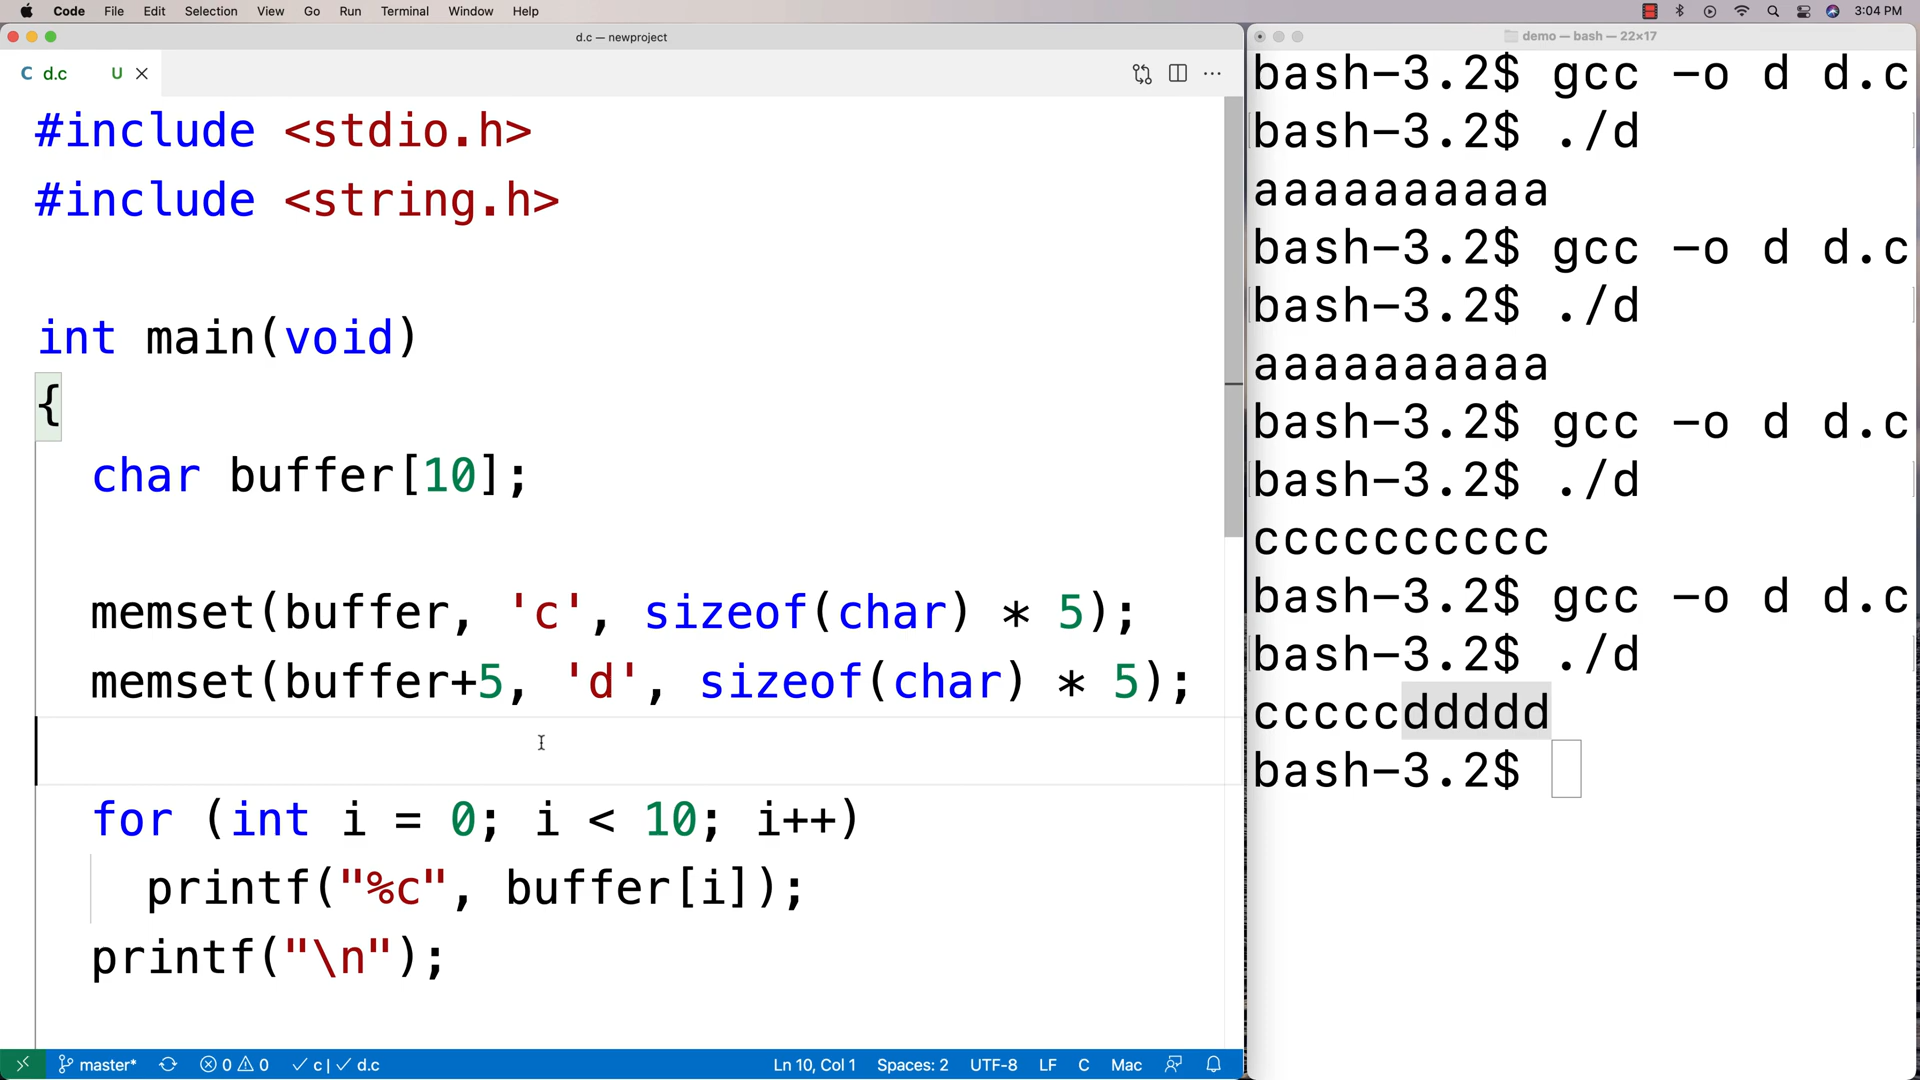 Code File Edit Selection View Go Run Terminal Window Help 3:04 PM
d.c — newproject
C d.c U
#include <stdio.h>
#include <string.h>
int main(void)
{
char buffer[10];
memset(buffer, 'c', sizeof(char) * 5);
memset(buffer+5, 'd', sizeof(char) * 5);
for (int i = 0; i < 10; i++)
printf("%c", buffer[i]);
printf("\n");
master* 0 0 c | d.c Ln 10, Col 1 Spaces: 2 UTF-8 LF C Mac
demo — bash — 22×17
bash-3.2$ gcc -o d d.c
bash-3.2$ ./d
aaaaaaaaaa
bash-3.2$ gcc -o d d.c
bash-3.2$ ./d
aaaaaaaaaa
bash-3.2$ gcc -o d d.c
bash-3.2$ ./d
cccccccccc
bash-3.2$ gcc -o d d.c
bash-3.2$ ./d
cccccddddd
bash-3.2$